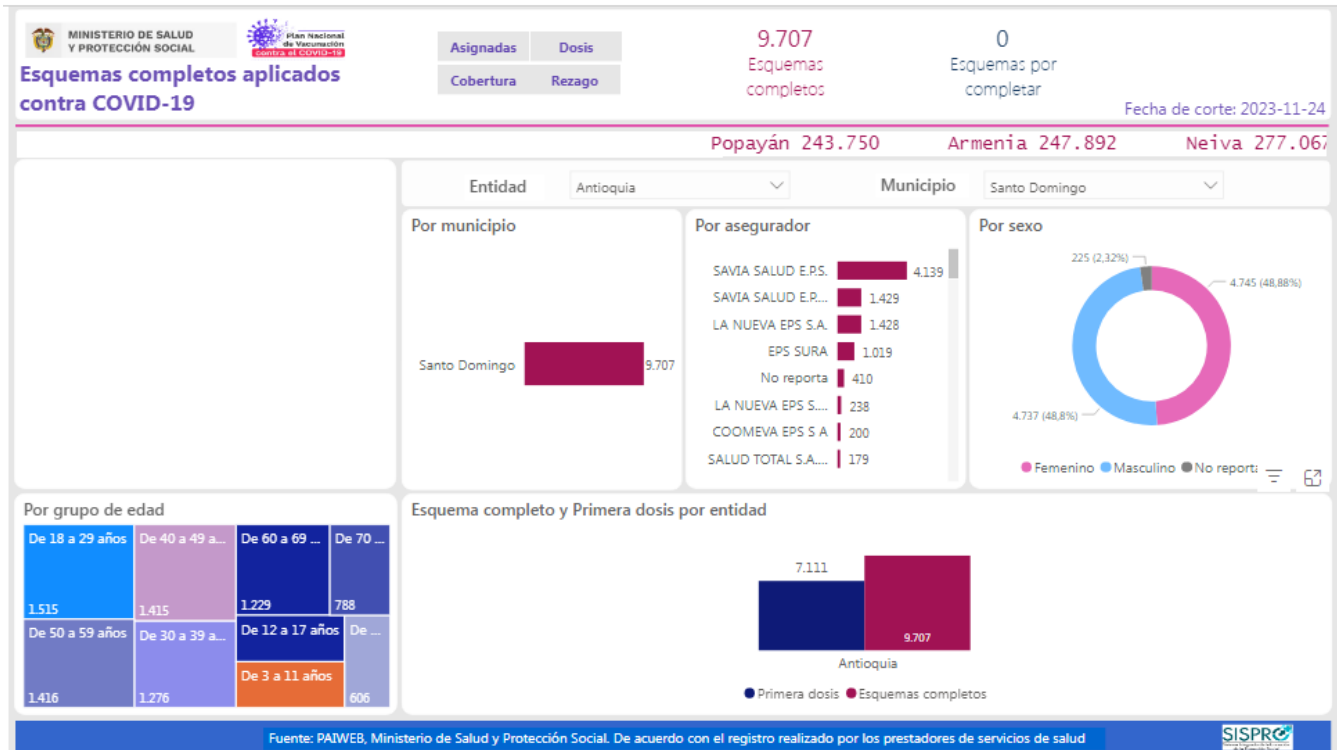 MINISTERIO DE SALUD
Y PROTECCIÓN SOCIAL
Plan Nacional
de Vacunación
contra el COVID-19
Esquemas completos aplicados
contra COVID-19
Asignadas Dosis
Cobertura Rezago
9.707
Esquemas
completos
0
Esquemas por
completar
Fecha de corte: 2023-11-24
Popayán 243.750 Armenia 247.892 Neiva 277.067
Entidad Antioquia Municipio Santo Domingo
Por municipio
Santo Domingo 9.707
Por asegurador
SAVIA SALUD E.P.S. 4.139
SAVIA SALUD E.P.... 1.429
LA NUEVA EPS S.A. 1.428
EPS SURA 1.019
No reporta 410
LA NUEVA EPS S.... 238
COOMEVA EPS S A 200
SALUD TOTAL S.A.... 179
Por sexo
225 (2,32%)
4.745 (48,88%)
4.737 (48,8%)
Femenino Masculino No reporta
Por grupo de edad
De 18 a 29 años De 40 a 49 a... De 60 a 69 ... De 70 ...
1.515 1.415 1.229 788
De 50 a 59 años De 30 a 39 a... De 12 a 17 años De ...
De 3 a 11 años
1.416 1.276 606
Esquema completo y Primera dosis por entidad
7.111
9.707
Antioquia
Primera dosis Esquemas completos
Fuente: PAIWEB, Ministerio de Salud y Protección Social. De acuerdo con el registro realizado por los prestadores de servicios de salud
SISPRO